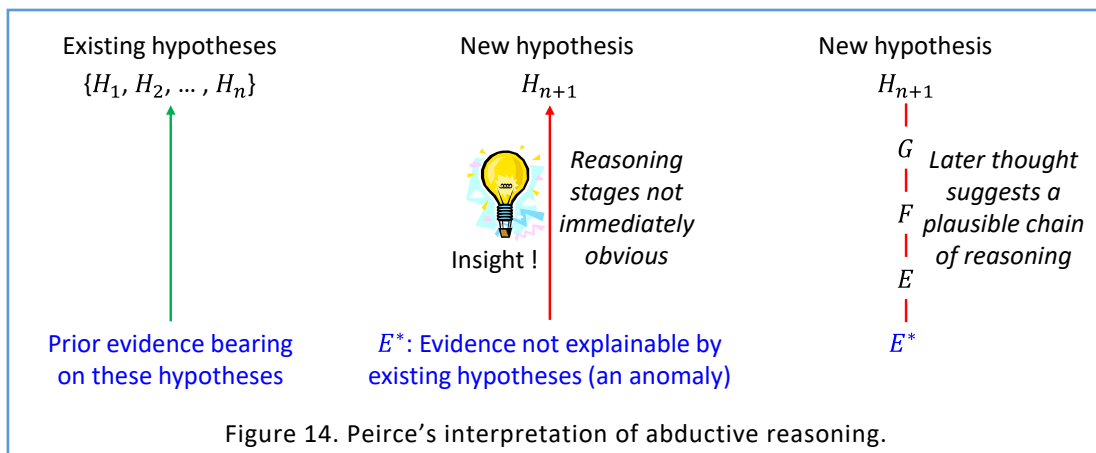 Existing hypotheses
{H₁, H₂, … , Hₙ}
Prior evidence bearing
on these hypotheses
New hypothesis
Hₙ₊₁
Reasoning
stages not
immediately
obvious
Insight !
E*: Evidence not explainable by
existing hypotheses (an anomaly)
New hypothesis
Hₙ₊₁
G
F
E
Later thought
suggests a
plausible chain
of reasoning
E*
Figure 14. Peirce’s interpretation of abductive reasoning.